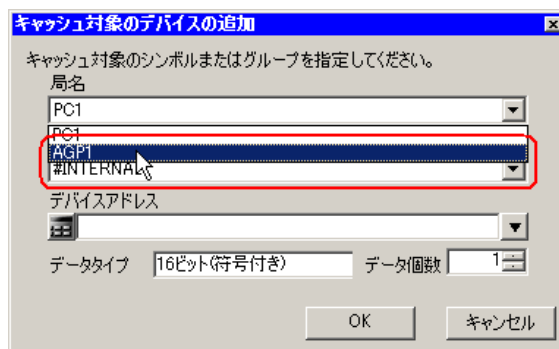 キャッシュ対象のデバイスの追加
キャッシュ対象のシンボルまたはグループを指定してください。
局名
PC1
PC1
AGP1
#INTERNAL
デバイスアドレス
データタイプ 16ビット(符号付き) データ個数 1
OK キャンセル